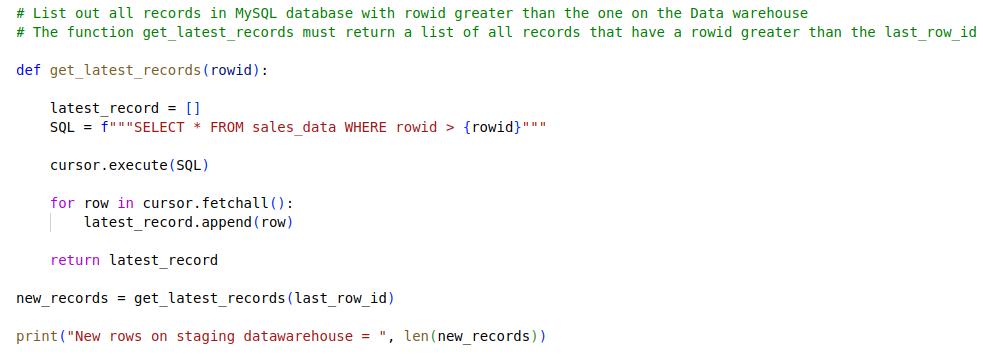 # List out all records in MySQL database with rowid greater than the one on the Data warehouse
# The function get_latest_records must return a list of all records that have a rowid greater than the last_row_id
def get_latest_records(rowid):
    latest_record = []
    SQL = f"""SELECT * FROM sales_data WHERE rowid > {rowid}"""
    cursor.execute(SQL)
    for row in cursor.fetchall():
        latest_record.append(row)
    return latest_record
new_records = get_latest_records(last_row_id)
print("New rows on staging datawarehouse = ", len(new_records))